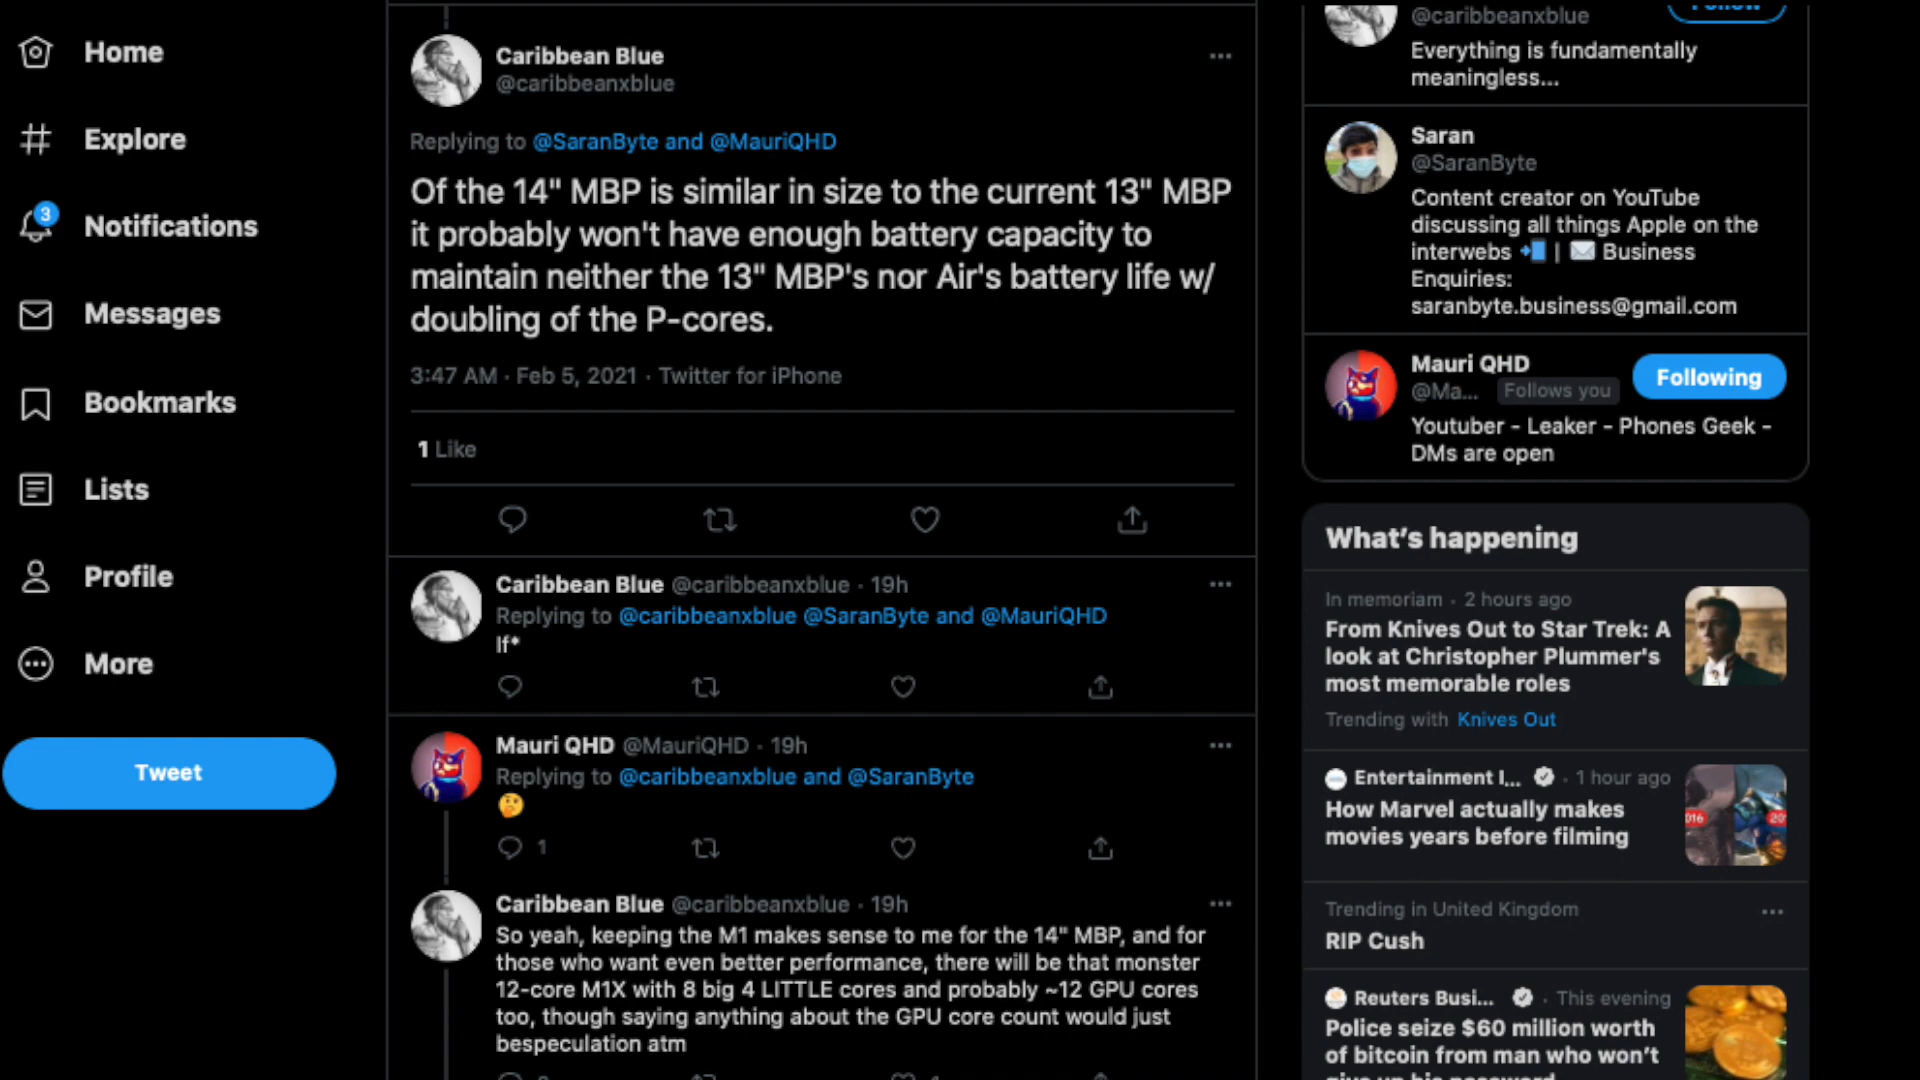 Home
Explore
3
Notifications
Messages
Bookmarks
Lists
Profile
More
Tweet
Caribbean Blue
@caribbeanxblue
Replying to @SaranByte and @MauriQHD
Of the 14" MBP is similar in size to the current 13" MBP
it probably won't have enough battery capacity to
maintain neither the 13" MBP's nor Air's battery life w/
doubling of the P-cores.
3:47 AM · Feb 5, 2021 · Twitter for iPhone
1 Like
Caribbean Blue @caribbeanxblue · 19h
Replying to @caribbeanxblue @SaranByte and @MauriQHD
If*
Mauri QHD @MauriQHD · 19h
Replying to @caribbeanxblue and @SaranByte
🤔
1
Caribbean Blue @caribbeanxblue · 19h
So yeah, keeping the M1 makes sense to me for the 14" MBP, and for
those who want even better performance, there will be that monster
12-core M1X with 8 big 4 LITTLE cores and probably ~12 GPU cores
too, though saying anything about the GPU core count would just
bespeculation atm
@caribbeanxblue
Everything is fundamentally
meaningless...
Saran
@SaranByte
Content creator on YouTube
discussing all things Apple on the
interwebs 📲 | ✉️ Business
Enquiries:
saranbyte.business@gmail.com
Mauri QHD
@Ma... Follows you
Following
Youtuber - Leaker - Phones Geek -
DMs are open
What's happening
In memoriam · 2 hours ago
From Knives Out to Star Trek: A
look at Christopher Plummer's
most memorable roles
Trending with Knives Out
Entertainment I... · 1 hour ago
How Marvel actually makes
movies years before filming
Trending in United Kingdom
RIP Cush
Reuters Busi... · This evening
Police seize $60 million worth
of bitcoin from man who won't